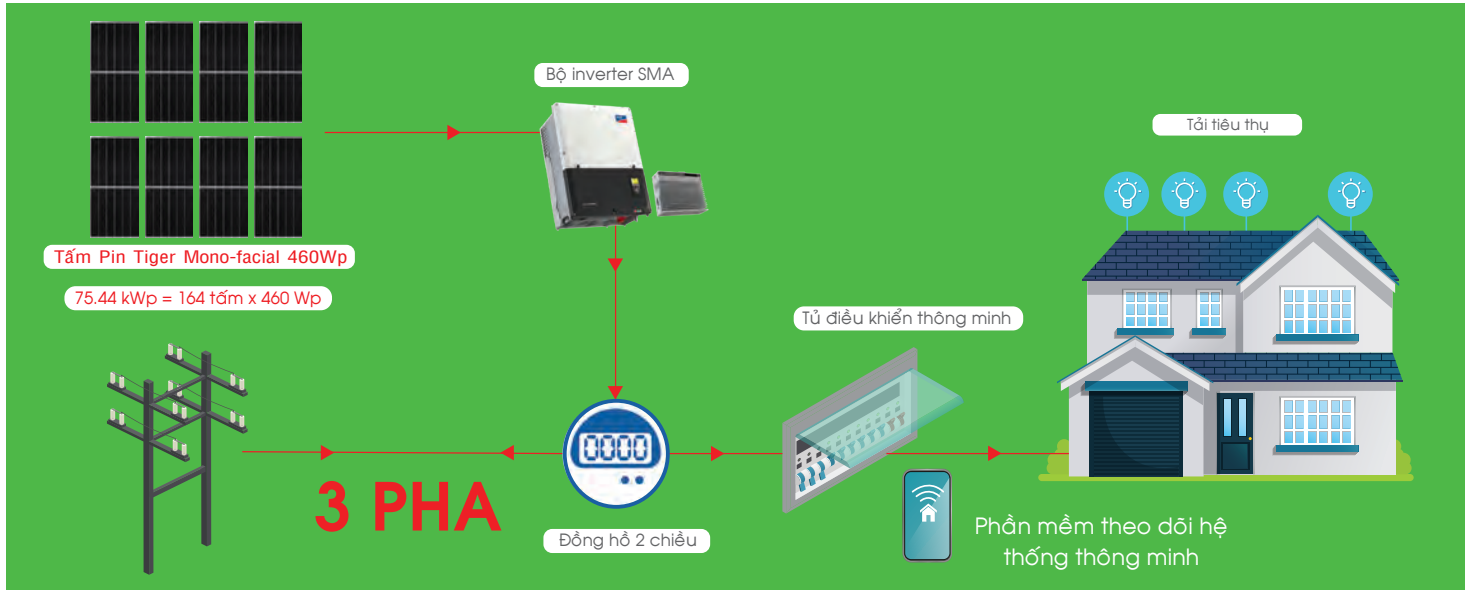 Bộ inverter SMA
Tải tiêu thụ
Tấm Pin Tiger Mono-facial 460Wp
75.44 kWp = 164 tấm x 460 Wp
Tủ điều khiển thông minh
0000
3 PHA
Đồng hồ 2 chiều
Phần mềm theo dõi hệ
thống thông minh